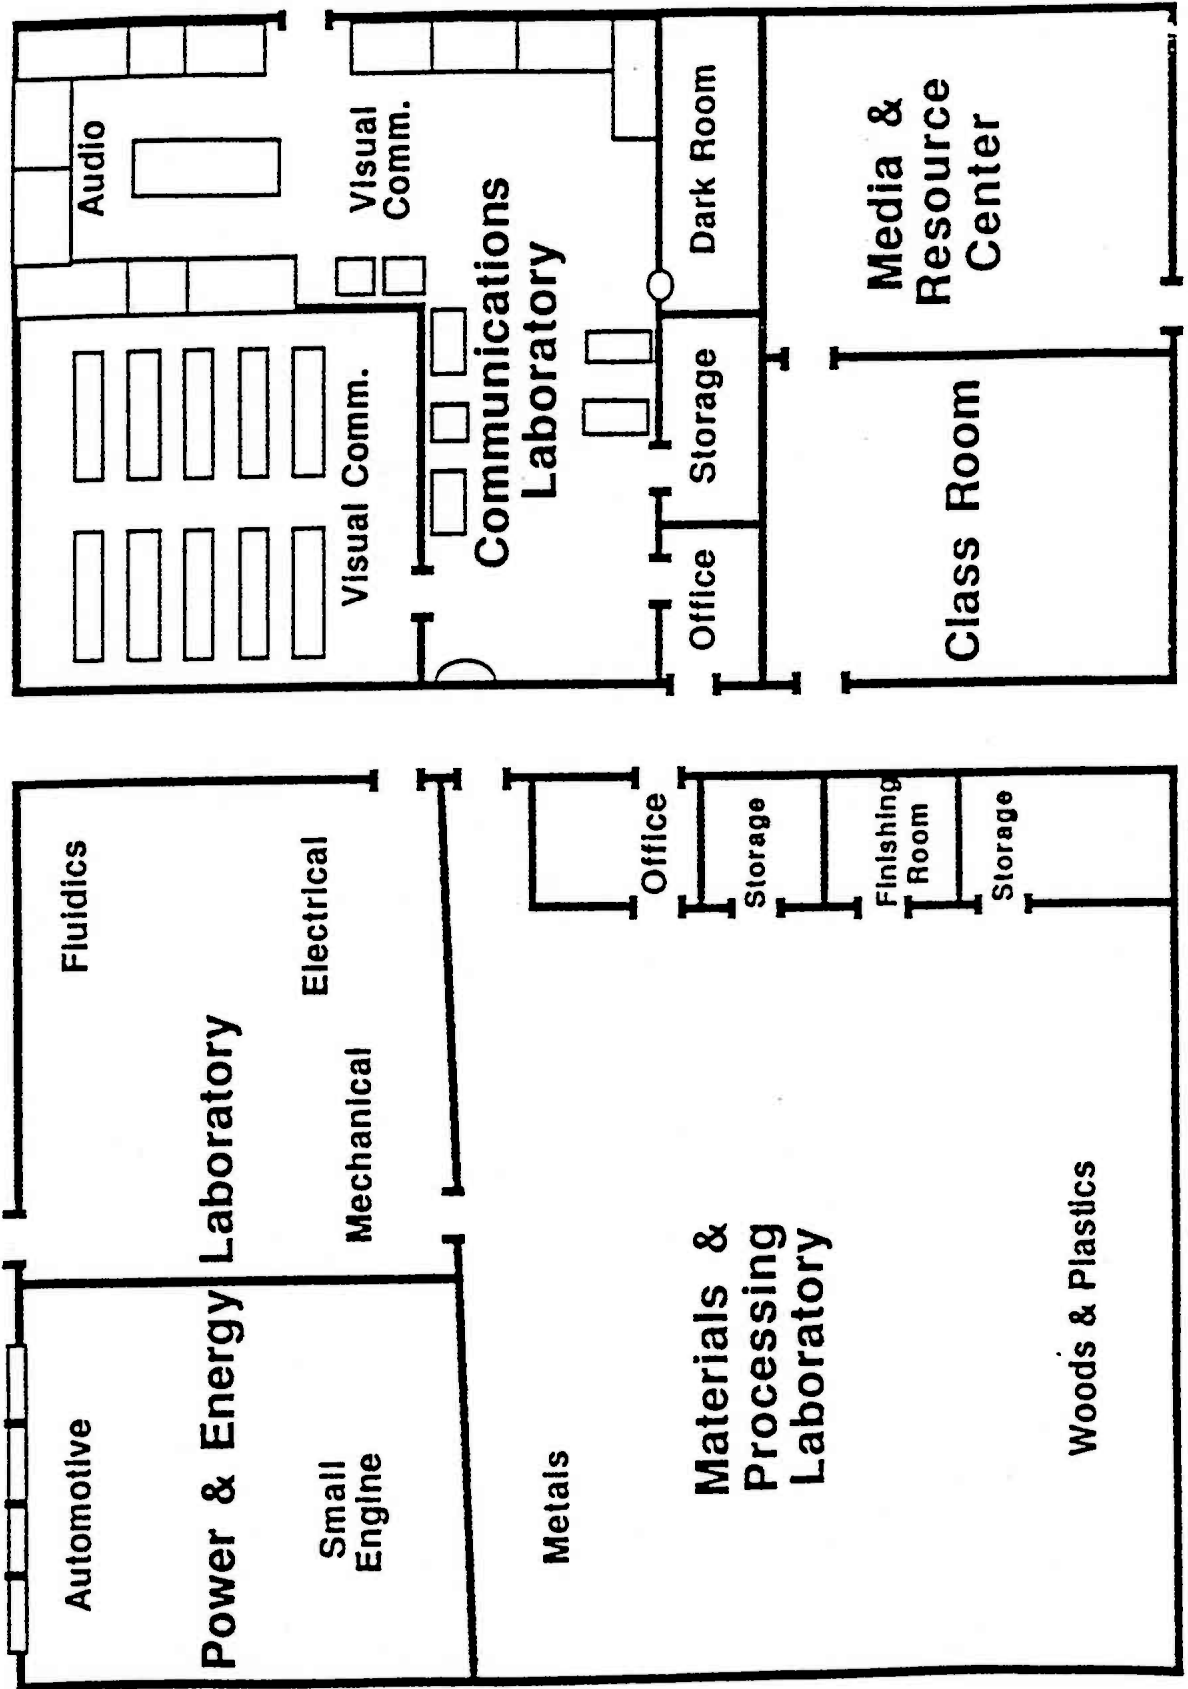 Automotive
Power & Energy Laboratory
Small
Engine
Fluidics
Electrical
Mechanical
Metals
Materials &
Processing
Laboratory
Woods & Plastics
Office
Storage
Finishing
Room
Storage
Visual Comm.
Audio
Visual
Comm.
Communications
Laboratory
Office
Storage
Dark Room
Class Room
Media &
Resource
Center